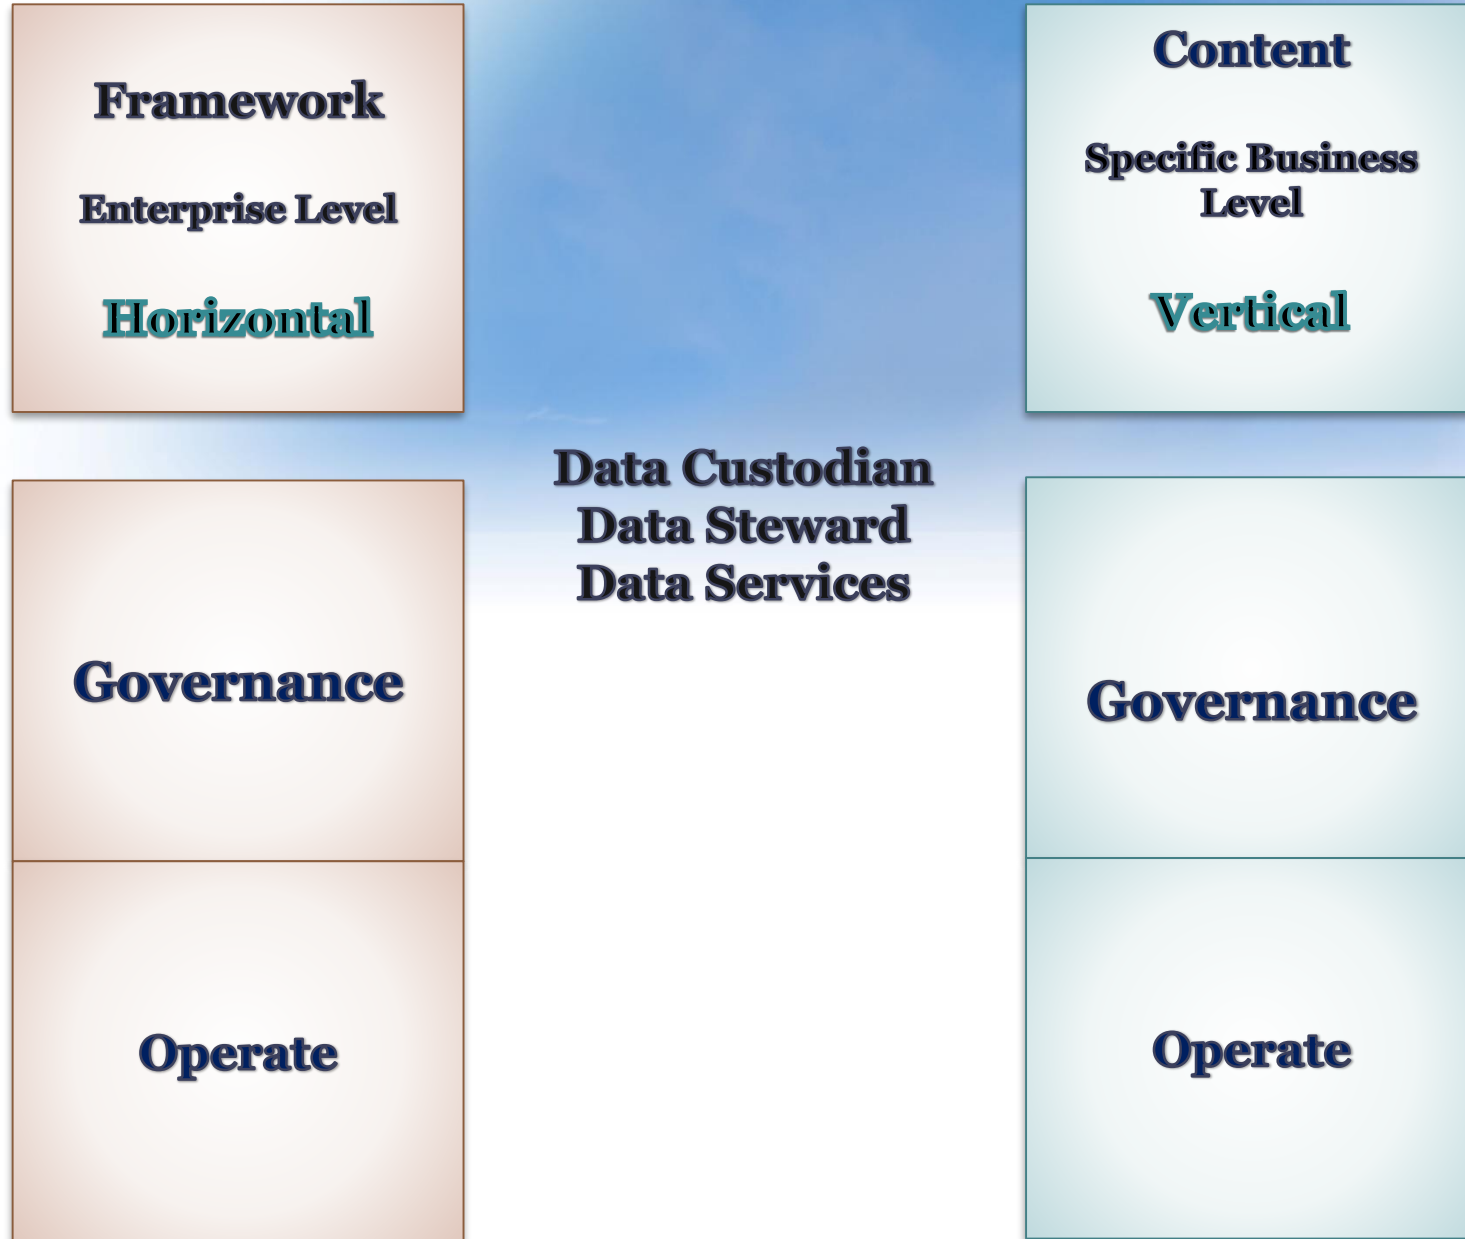 Framework
Enterprise Level
Horizontal
Content
Specific Business
Level
Vertical
Data Custodian
Data Steward
Data Services
Governance
Operate
Governance
Operate